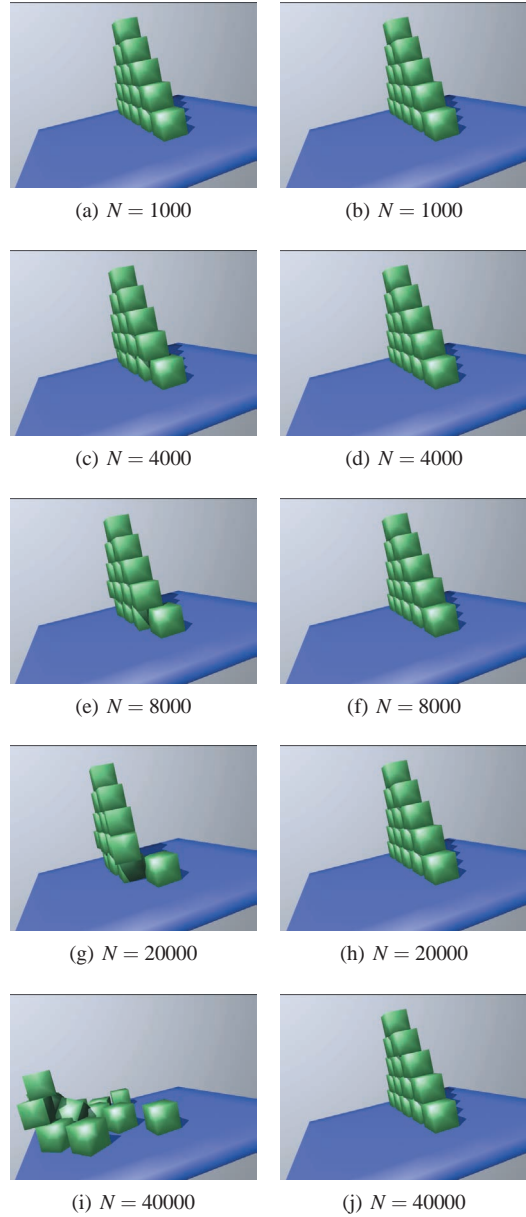 (a) N = 1000
(b) N = 1000
(c) N = 4000
(d) N = 4000
(e) N = 8000
(f) N = 8000
(g) N = 20000
(h) N = 20000
(i) N = 40000
(j) N = 40000